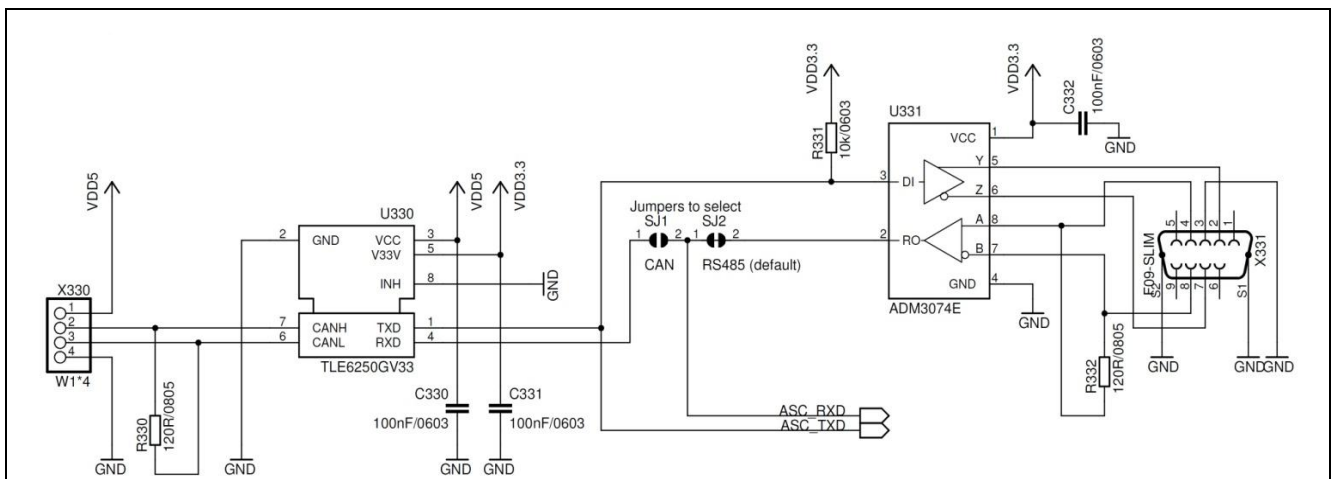 VDD5
X330
1
2
3
4
W1*4
R330
120R/0805
GND
GND
U330
2
GND
VCC
3
V33V
5
INH
8
7
CANH
TXD
1
6
CANL
RXD
4
TLE6250GV33
VDD5
VDD3.3
GND
C330
100nF/0603
GND
C331
100nF/0603
GND
Jumpers to select
SJ1
SJ2
1
2
1
2
CAN
RS485 (default)
ASC_RXD
ASC_TXD
VDD3.3
R331
10k/0603
VDD3.3
C332
100nF/0603
GND
U331
VCC
1
3
DI
Y
5
Z
6
2
RO
A
8
B
7
GND
4
ADM3074E
GND
R332
120R/0805
F09-SLIM
X331
5
4
3
2
1
9
8
7
6
S2
S1
GND
GND
GND